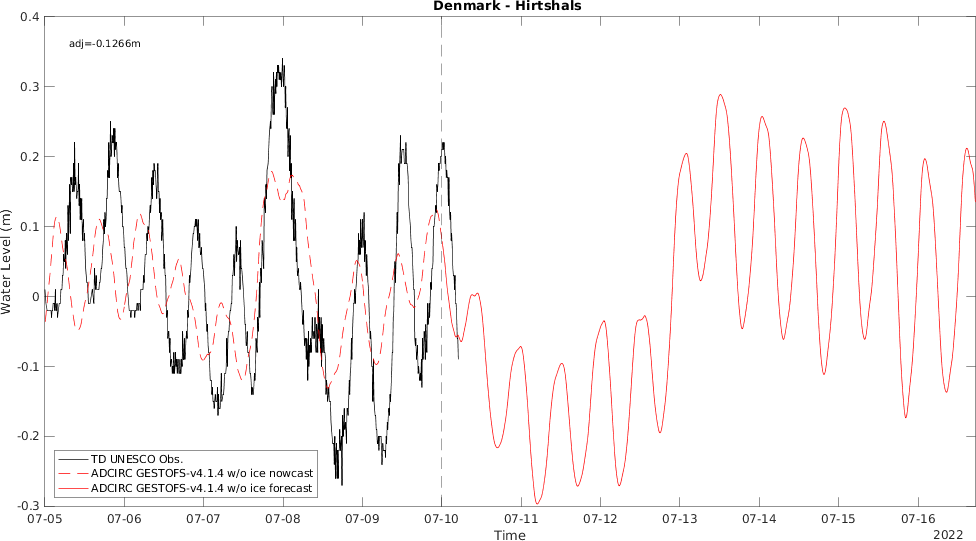 Denmark - Hirtshals
adj=-0.1266m
Water Level (m)
0.4
0.3
0.2
0.1
0
-0.1
-0.2
-0.3
TD UNESCO Obs.
ADCIRC GESTOFS-v4.1.4 w/o ice nowcast
ADCIRC GESTOFS-v4.1.4 w/o ice forecast
07-05 07-06 07-07 07-08 07-09 07-10 07-11 07-12 07-13 07-14 07-15 07-16
Time
2022